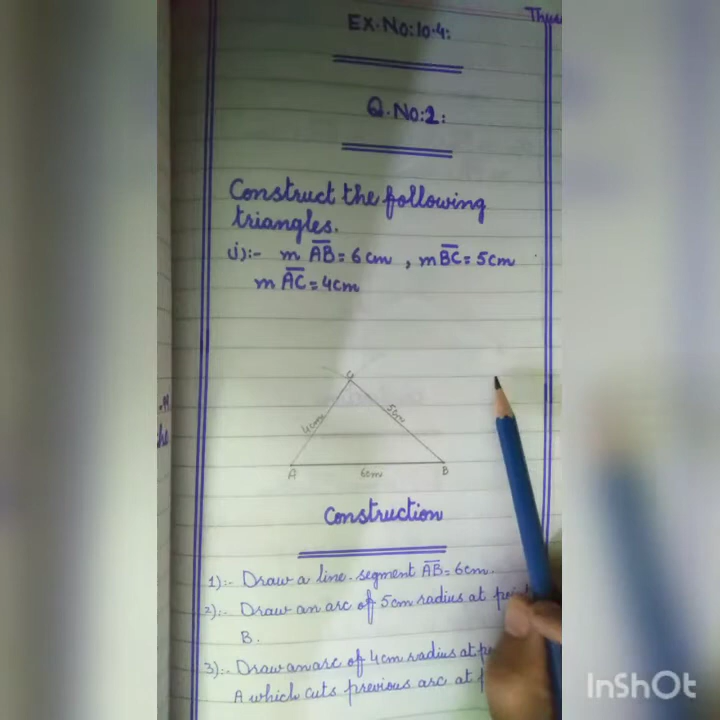 Ex.No:10.4:
Q.No:2:
Construct the following
triangles.
i):- m AB = 6cm , m BC = 5cm
m AC = 4cm
C
4cm
5cm
A
6cm
B
Construction
1):- Draw a line-segment AB = 6cm.
2):- Draw an arc of 5cm radius at
B.
3):- Draw an arc of 4cm radius at
A which cuts previous arc at
InShOt